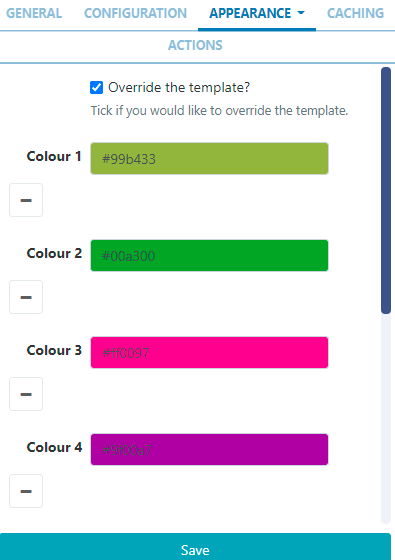 GENERAL CONFIGURATION APPEARANCE CACHING
ACTIONS
Override the template?
Tick if you would like to override the template.
Colour 1 #99b433
Colour 2 #00a300
Colour 3 #ff0097
Colour 4
Save